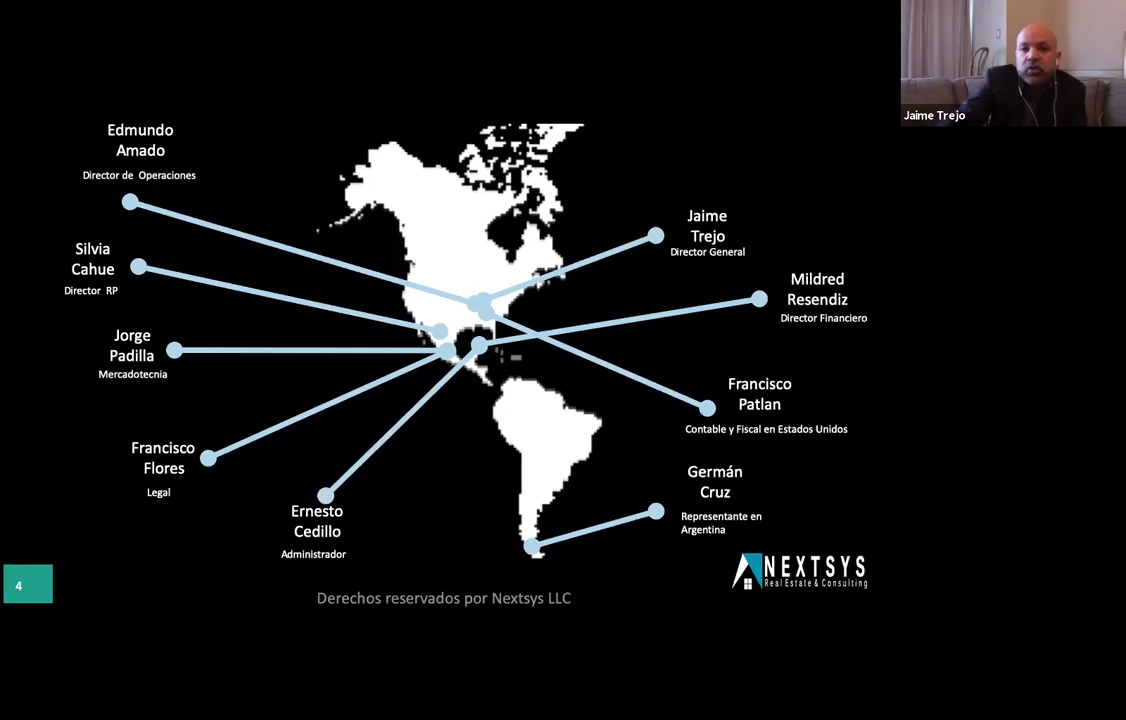 Jaime Trejo
Edmundo
Amado
Director de Operaciones
Silvia
Cahue
Director RP
Jorge
Padilla
Mercadotecnia
Francisco
Flores
Legal
Ernesto
Cedillo
Administrador
Jaime
Trejo
Director General
Mildred
Resendiz
Director Financiero
Francisco
Patlan
Contable y Fiscal en Estados Unidos
Germán
Cruz
Representante en
Argentina
NEXTSYS
Real Estate & Consulting
4
Derechos reservados por Nextsys LLC